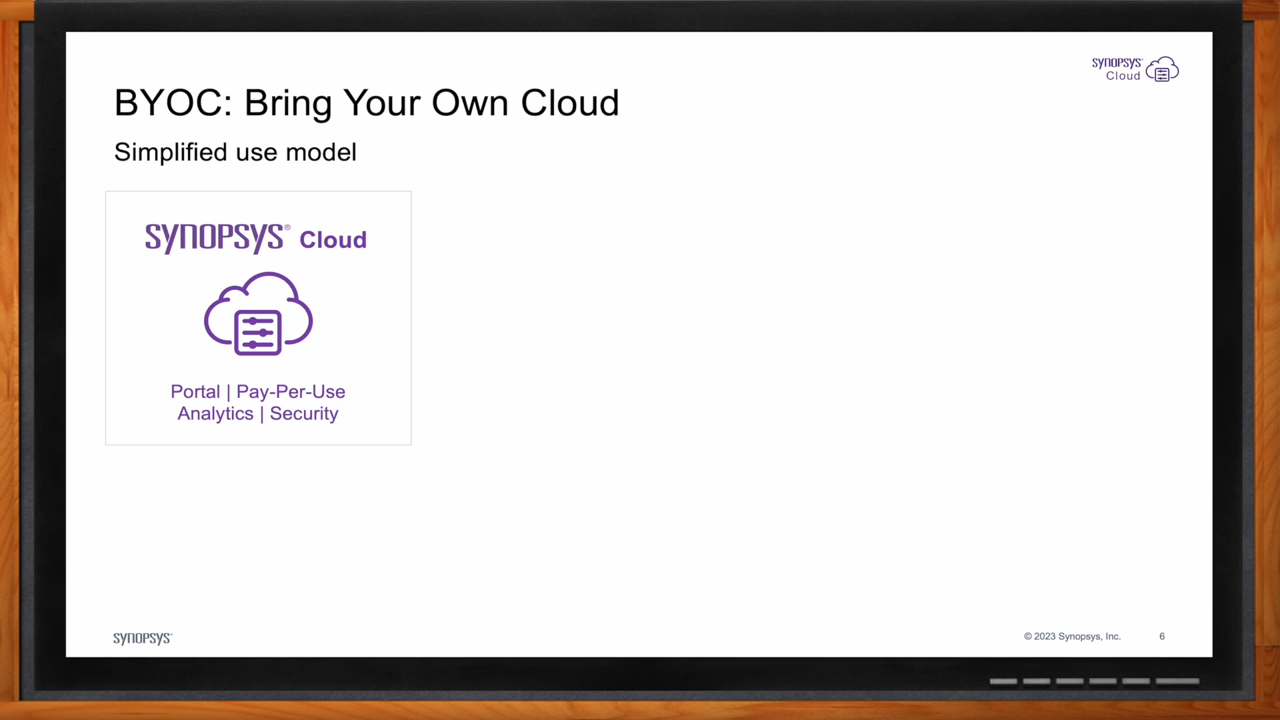 SYNOPSYS®
Cloud
BYOC: Bring Your Own Cloud
Simplified use model
SYNOPSYS® Cloud
Portal | Pay-Per-Use
Analytics | Security
SYNOPSYS®
© 2023 Synopsys, Inc. 6